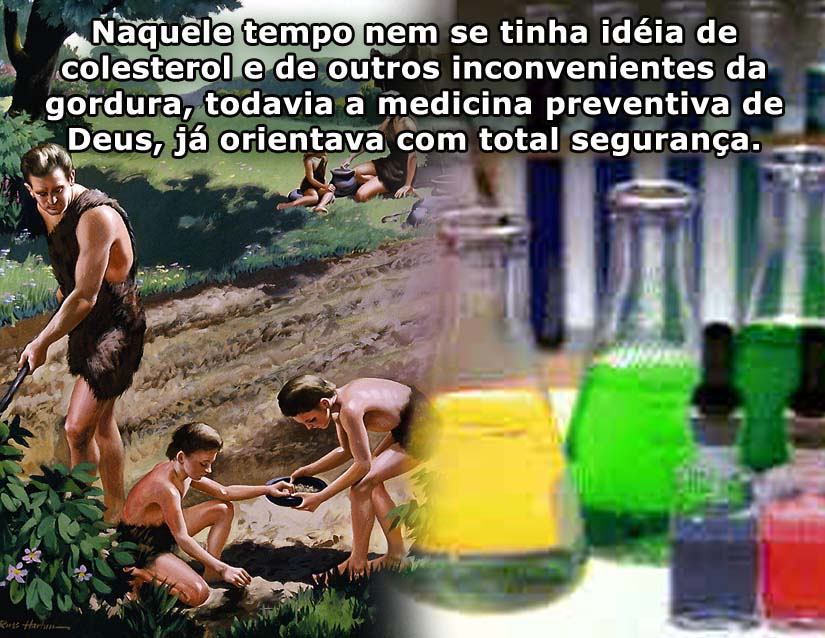 Naquele tempo nem se tinha idéia de
colesterol e de outros inconvenientes da
gordura, todavia a medicina preventiva de
Deus, já orientava com total segurança.